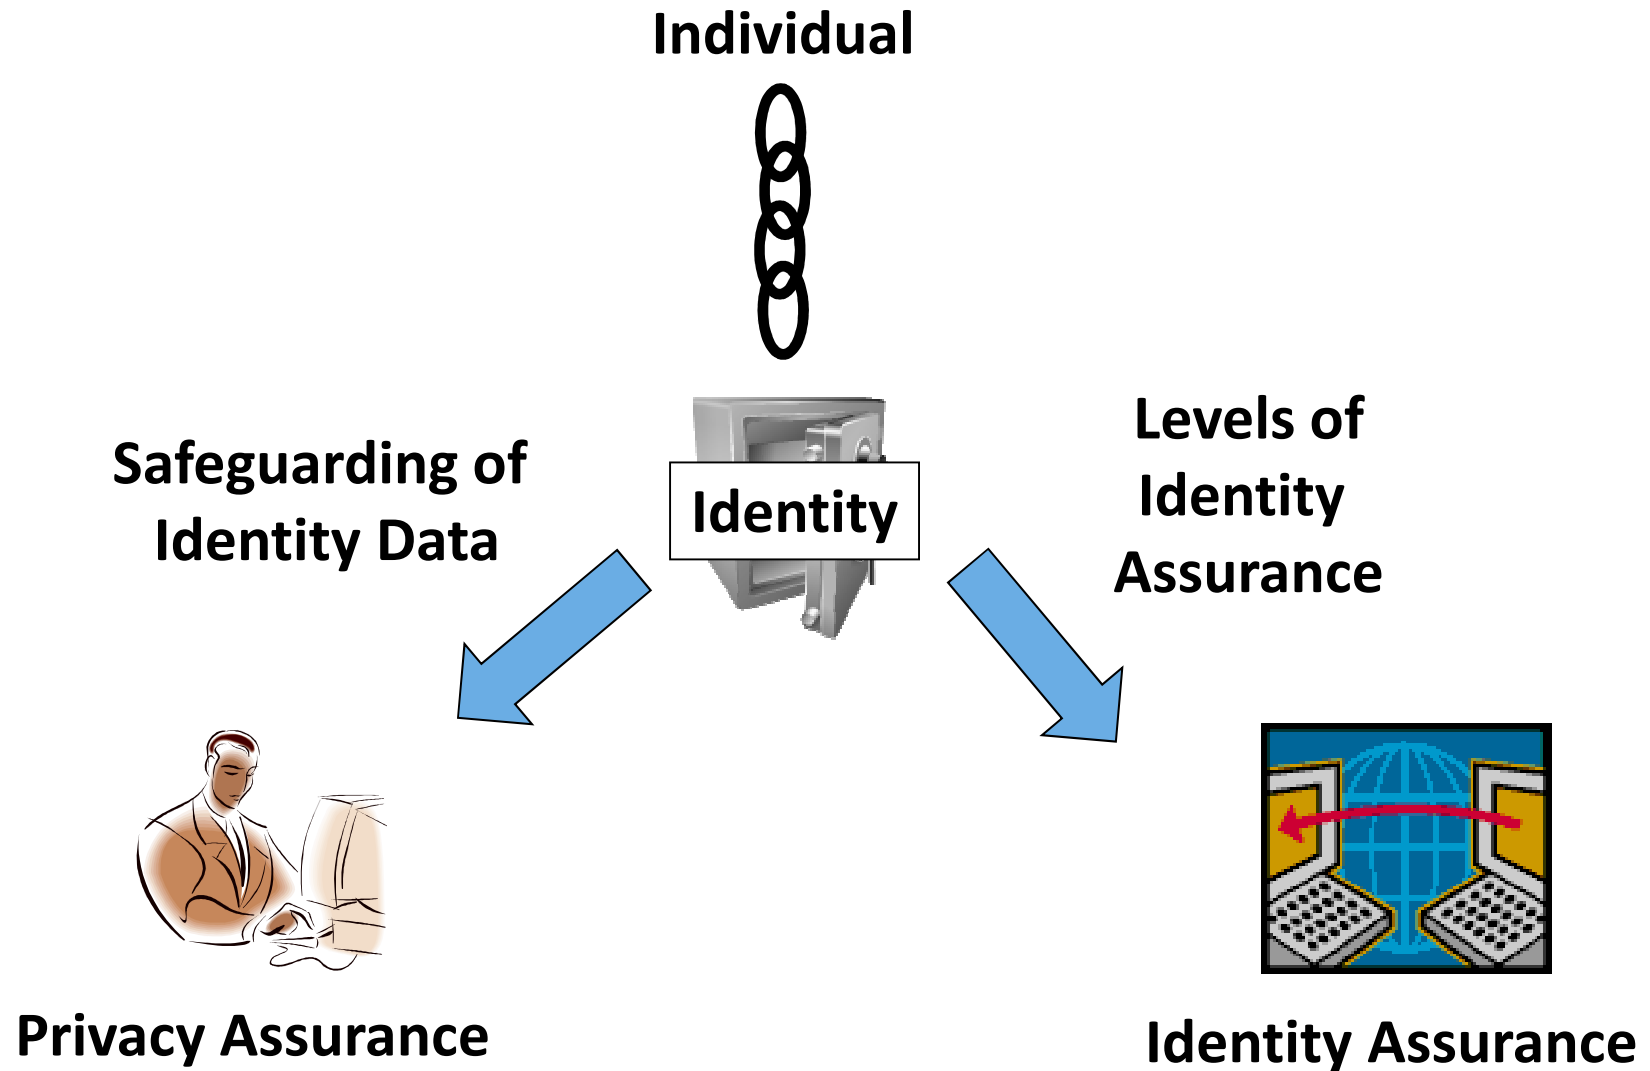 Individual
Safeguarding of
Identity Data
Identity
Levels of
Identity
Assurance
Privacy Assurance
Identity Assurance